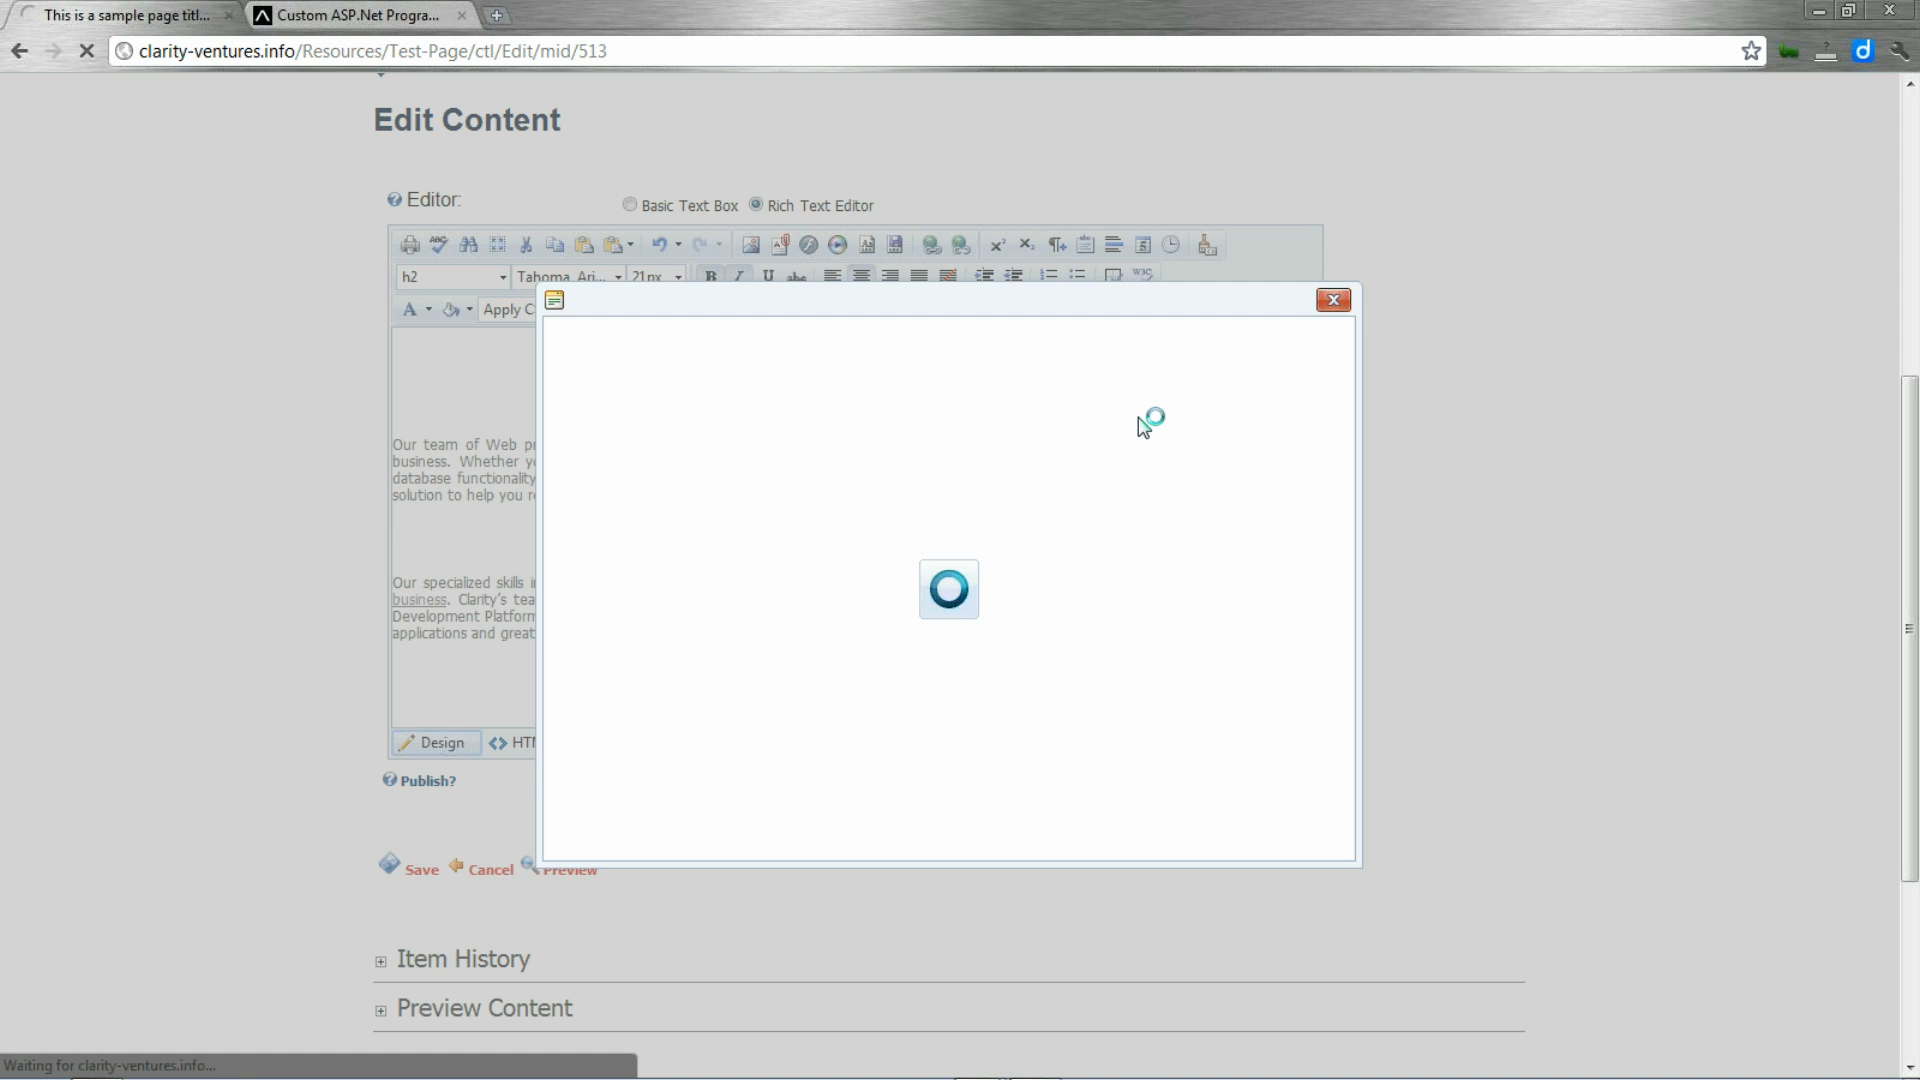 This is a sample page titl...
Custom ASP.Net Progra...
clarity-ventures.info/Resources/Test-Page/ctl/Edit/mid/513
Edit Content
Editor:
Basic Text Box
Rich Text Editor
h2
Tahoma, Ari...
21px
B I U abc
A
Apply C
Our team of Web
business. Whether
database functionality
solution to help you
Our specialized skills
business. Clarity's
Development Platform
applications and great
Design
Publish?
Save
Cancel
Preview
Item History
Preview Content
Waiting for clarity-ventures.info...